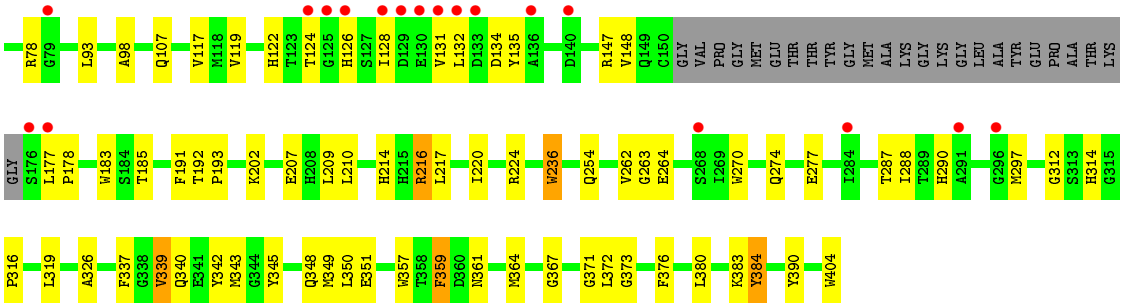 R78 G79 L93 A98 Q107 V117 M118 V119 H122 T123 T124 G125 H126 S127 I128 D129 E130 V131 L132 D133 D134 Y135 A136 D140 R147 V148 Q149 C150 GLY VAL PRO GLY MET GLU THR THR TYR GLY MET ALA LYS GLY LYS GLY LEU ALA TYR GLU PRO ALA THR LYS
GLY S176 L177 P178 W183 S184 T185 F191 T192 P193 K202 E207 H208 L209 L210 H214 H215 R216 L217 I220 R224 W236 Q254 V262 G263 E264 S268 I269 W270 Q274 E277 I284 T287 I288 T289 H290 A291 G296 M297 G312 S313 H314 G315
P316 L319 A326 F337 G338 V339 Q340 E341 Y342 M343 G344 Y345 Q348 M349 L350 E351 W357 T358 F359 D360 N361 M364 G367 G371 L372 G373 F376 L380 K383 Y384 Y390 W404